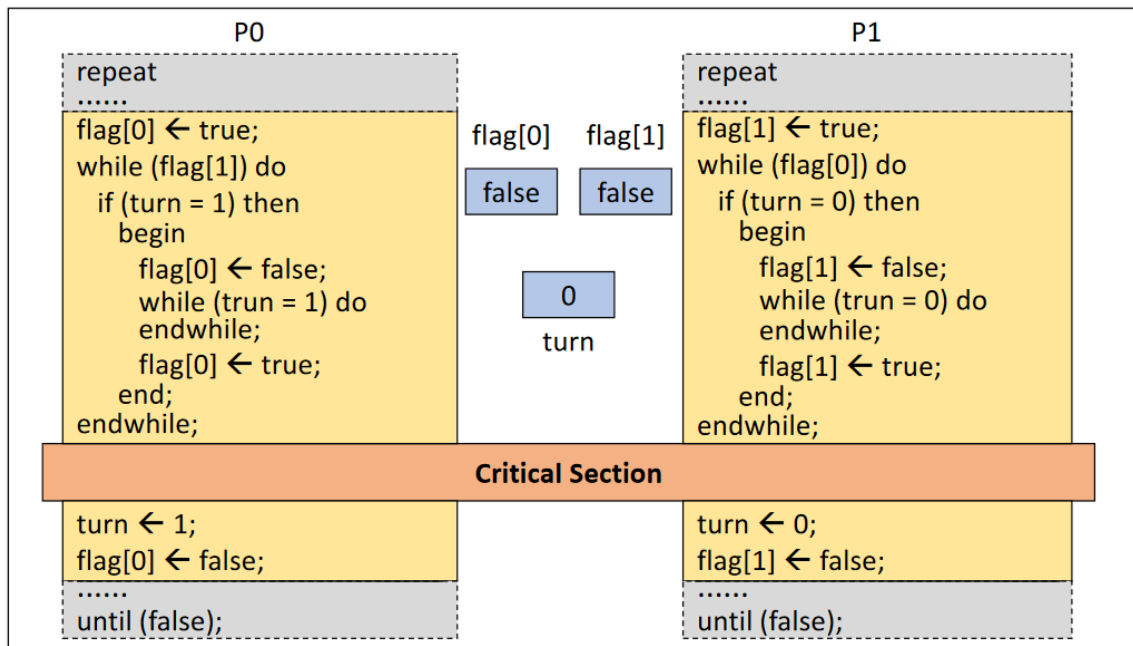 P0
repeat
......
flag[0] ← true;
while (flag[1]) do
if (turn = 1) then
begin
flag[0] ← false;
while (trun = 1) do
endwhile;
flag[0] ← true;
end;
endwhile;
flag[0] flag[1]
false false
0
turn
P1
repeat
......
flag[1] ← true;
while (flag[0]) do
if (turn = 0) then
begin
flag[1] ← false;
while (trun = 0) do
endwhile;
flag[1] ← true;
end;
endwhile;
Critical Section
turn ← 1;
flag[0] ← false;
......
until (false);
turn ← 0;
flag[1] ← false;
......
until (false);